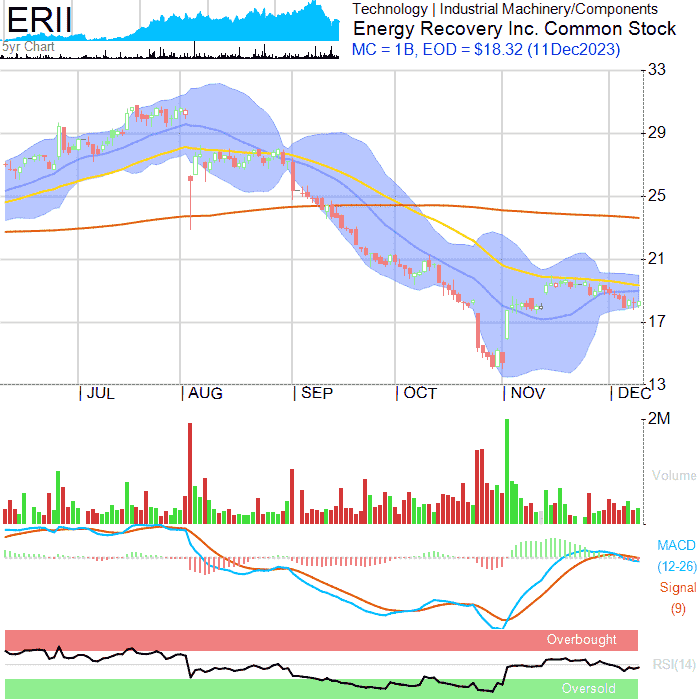 ERII
5yr Chart
Technology | Industrial Machinery/Components
Energy Recovery Inc. Common Stock
MC = 1B, EOD = $18.32 (11Dec2023)
33
29
25
21
17
13
JUL AUG SEP OCT NOV DEC
2M
Volume
MACD
(12-26)
Signal
(9)
Overbought
RSI(14)
Oversold